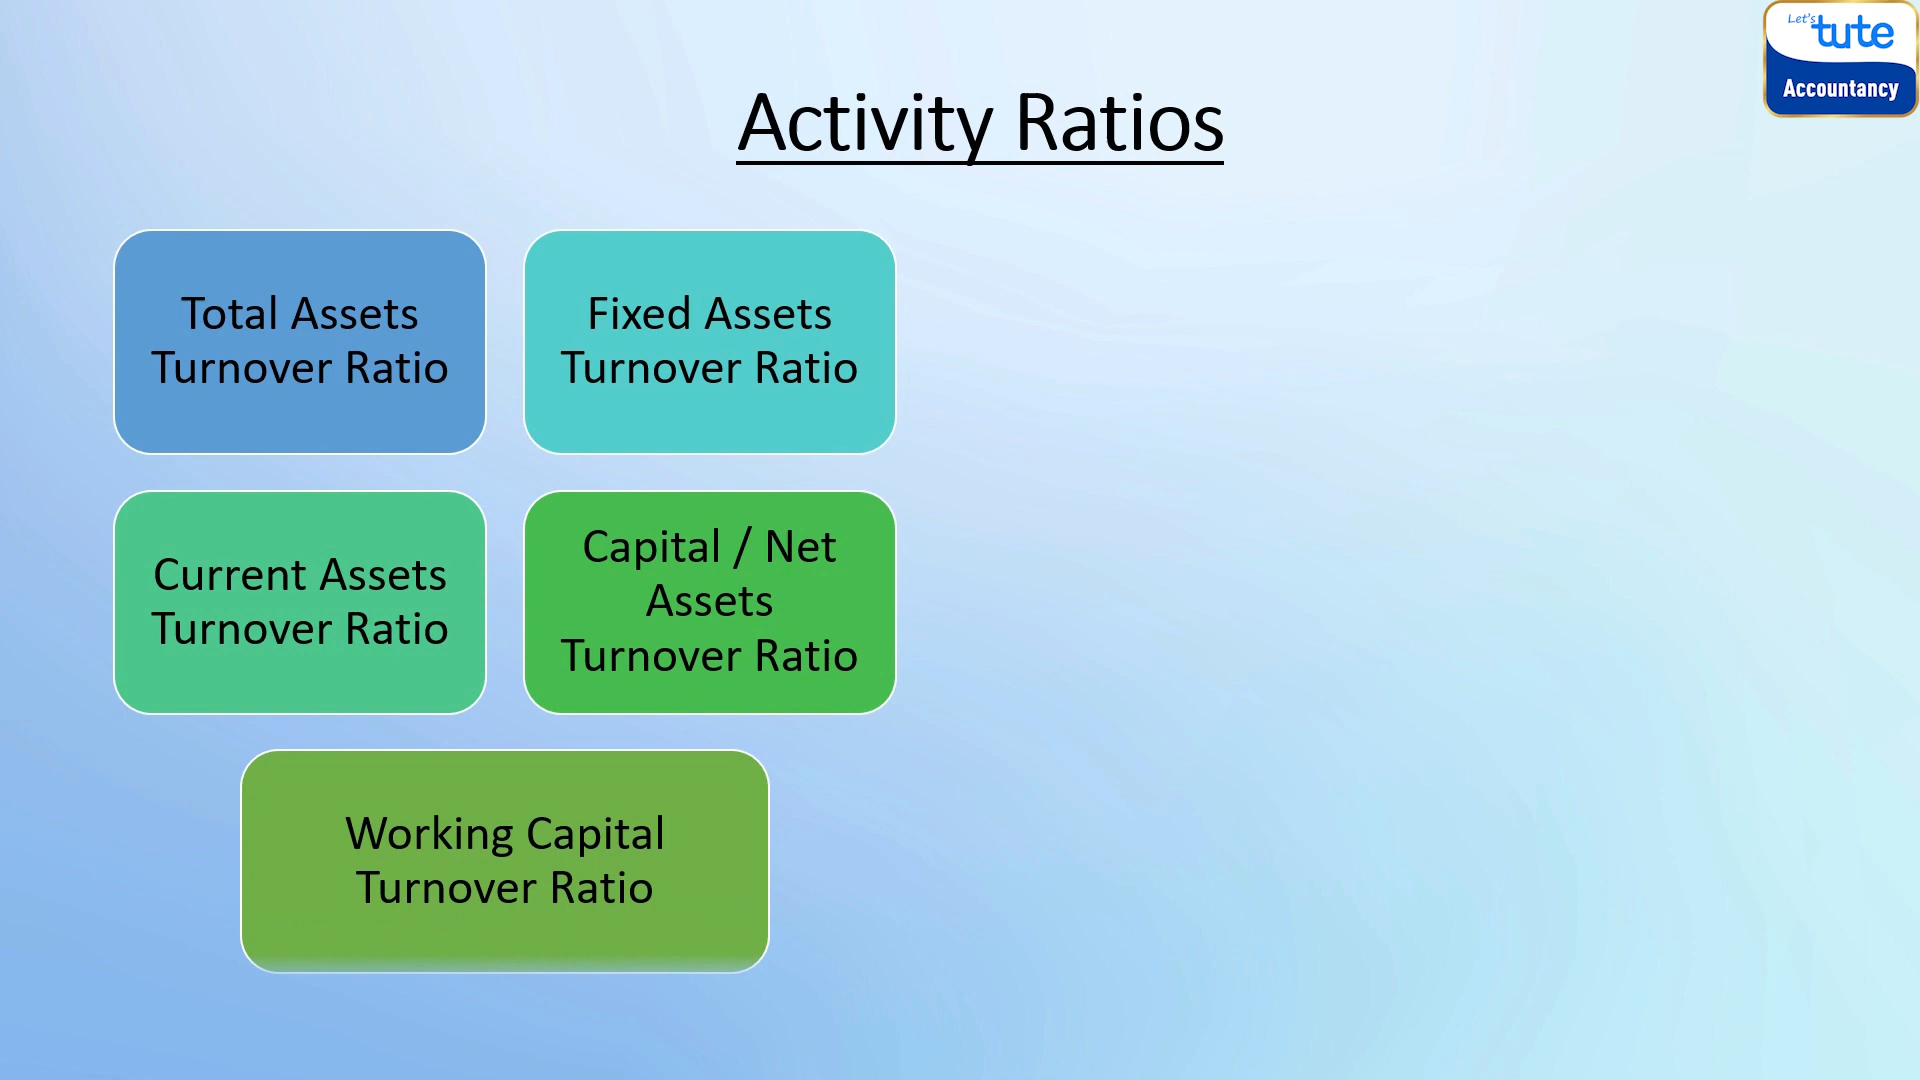 Let's
tute
Accountancy
Activity Ratios
Total Assets
Turnover Ratio
Fixed Assets
Turnover Ratio
Current Assets
Turnover Ratio
Capital / Net
Assets
Turnover Ratio
Working Capital
Turnover Ratio